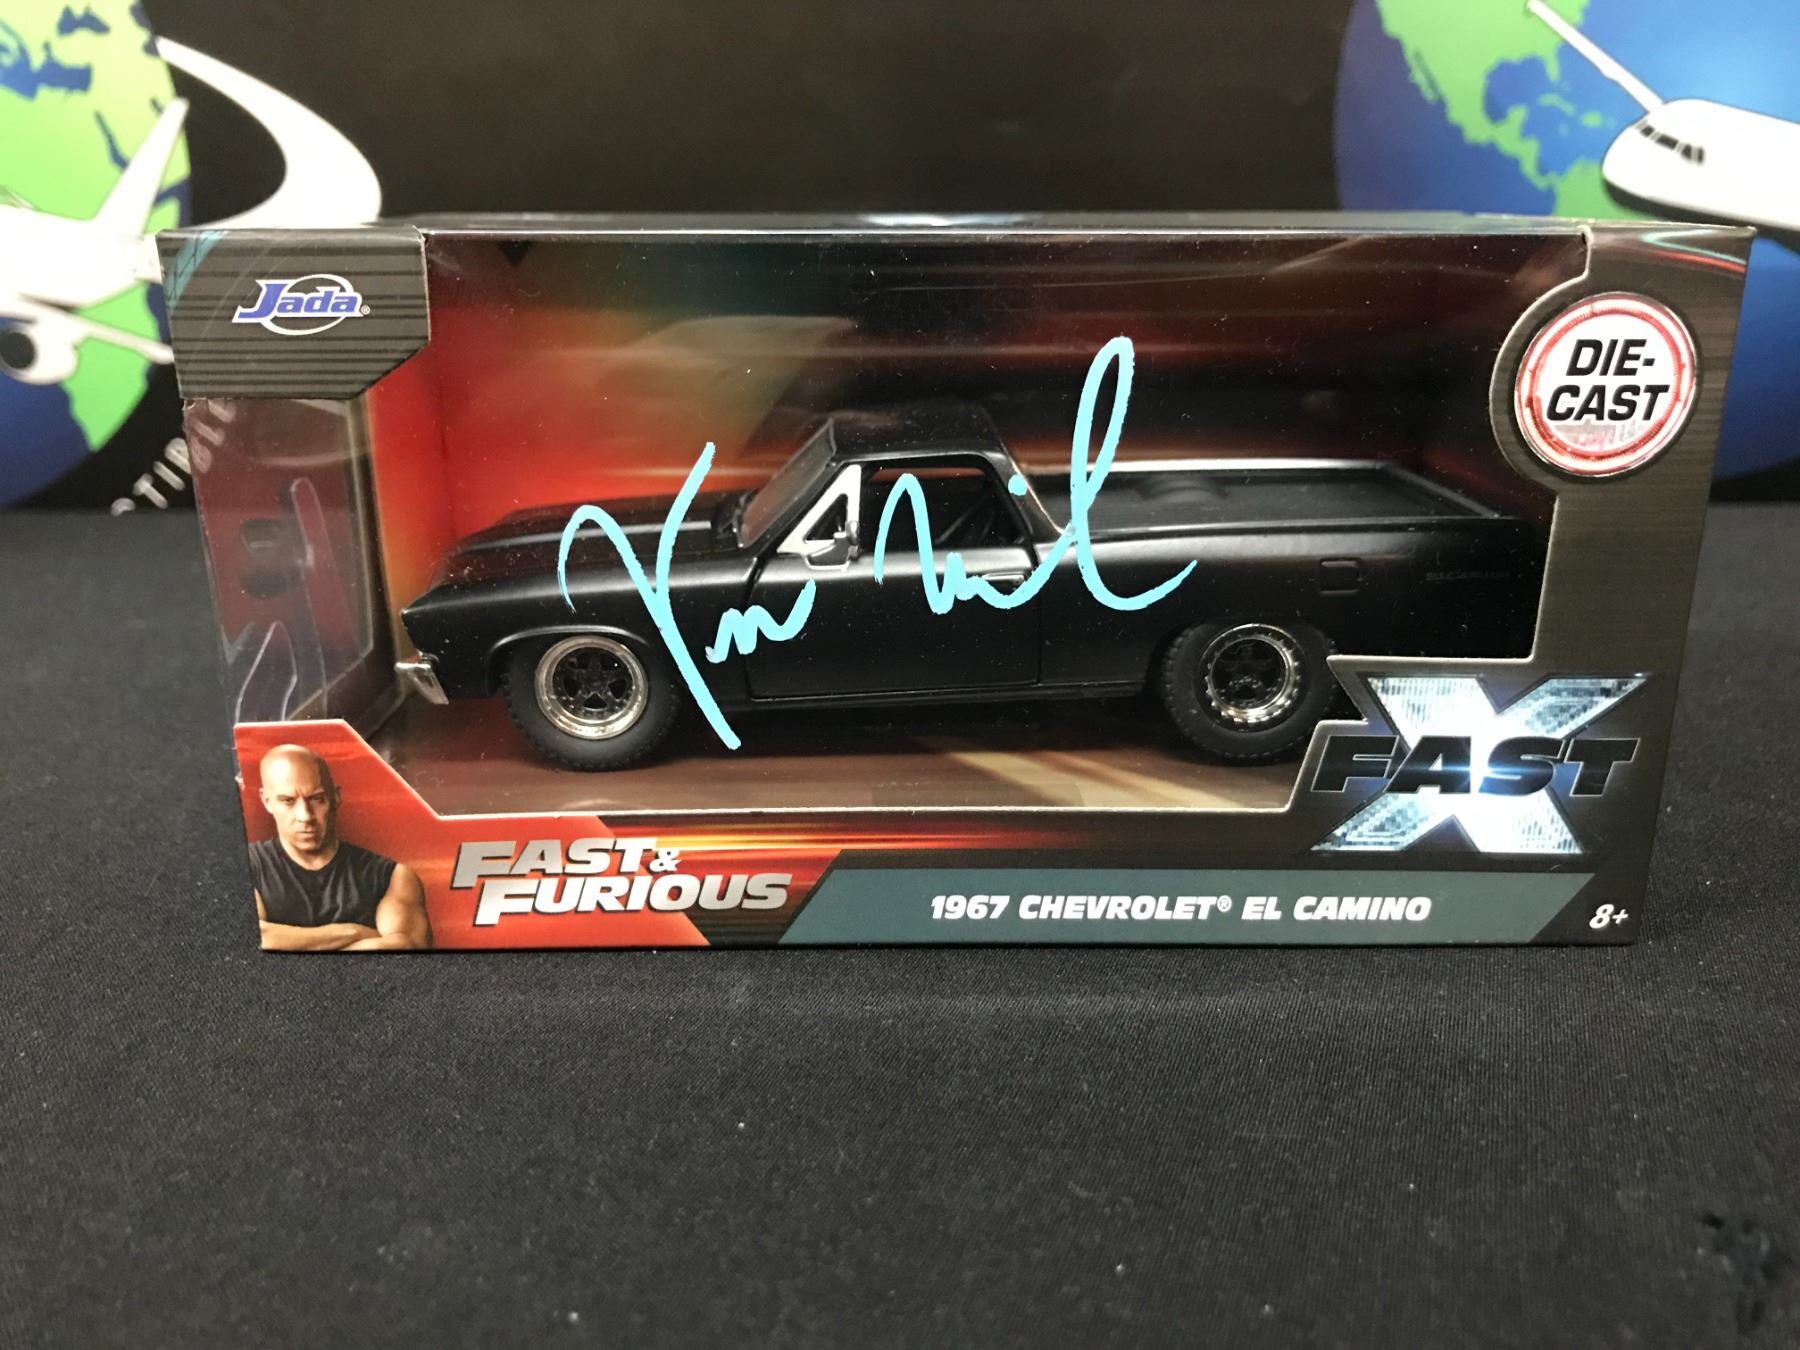 Jada®
DIE-
CAST
FAST
FAST &
FURIOUS
1967 CHEVROLET® EL CAMINO
8+